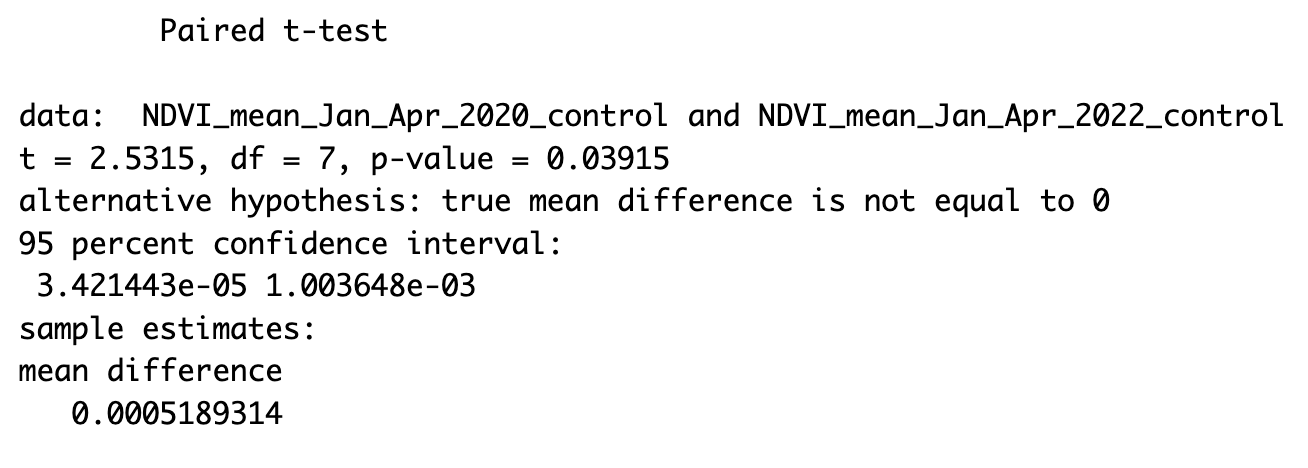 Paired t-test
data:  NDVI_mean_Jan_Apr_2020_control and NDVI_mean_Jan_Apr_2022_control
t = 2.5315, df = 7, p-value = 0.03915
alternative hypothesis: true mean difference is not equal to 0
95 percent confidence interval:
3.421443e-05 1.003648e-03
sample estimates:
mean difference
0.0005189314